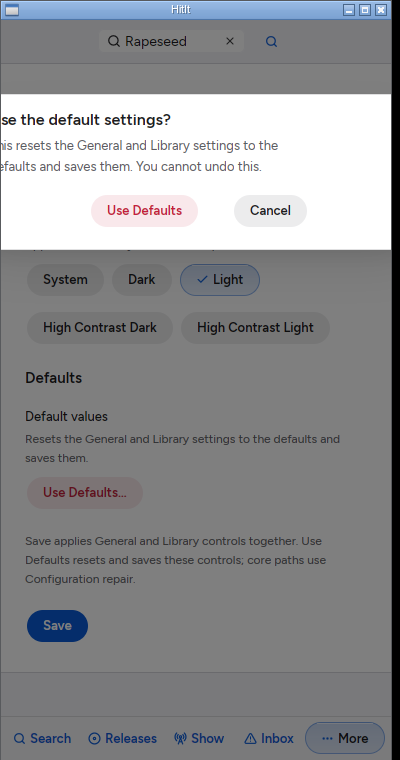 HitIt
Rapeseed
se the default settings?
his resets the General and Library settings to the
efaults and saves them. You cannot undo this.
Use Defaults
Cancel
System
Dark
Light
High Contrast Dark
High Contrast Light
Defaults
Default values
Resets the General and Library settings to the defaults and
saves them.
Use Defaults...
Save applies General and Library controls together. Use
Defaults resets and saves these controls; core paths use
Configuration repair.
Save
Search
Releases
Show
Inbox
More